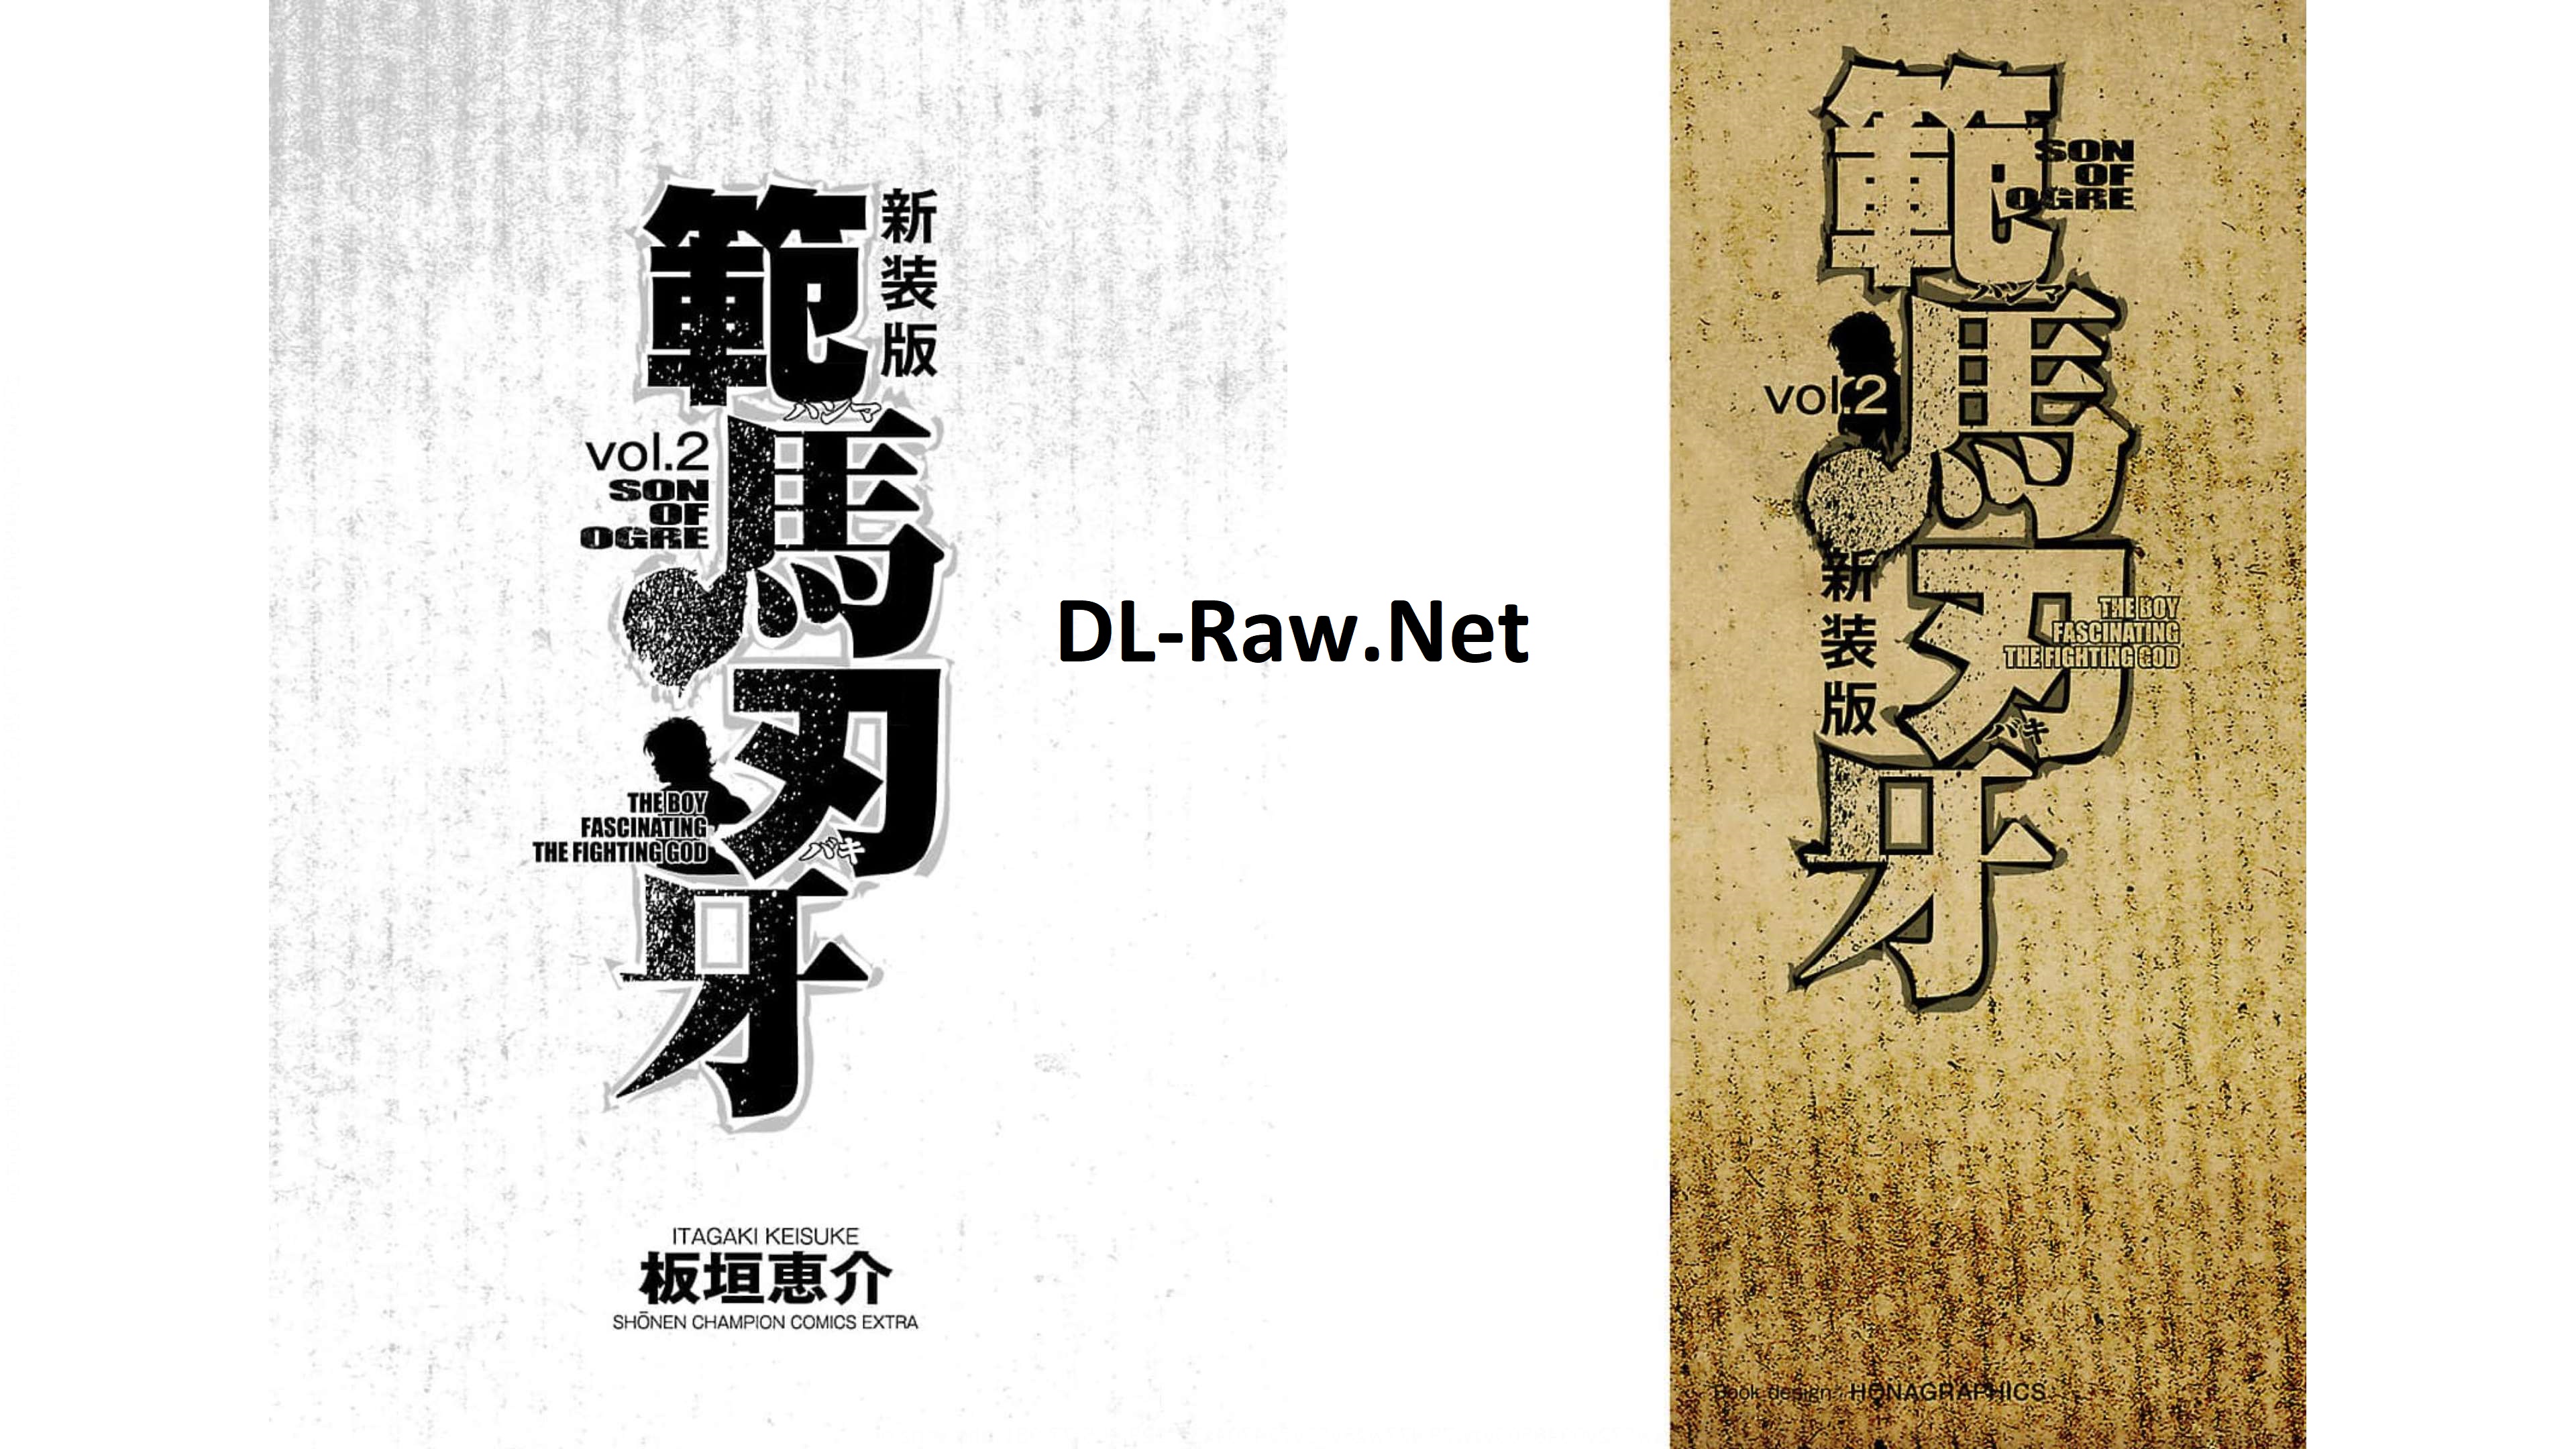 範馬刃牙
ハンマ
バキ
新装版
vol.2
SON
OF
OGRE
THE BOY
FASCINATING
THE FIGHTING GOD
ITAGAKI KEISUKE
板垣恵介
SHŌNEN CHAMPION COMICS EXTRA
DL-Raw.Net
範馬刃牙
ハンマ
バキ
SON
OF
OGRE
vol.2
新装版
THE BOY
FASCINATING
THE FIGHTING GOD
Book design : HONAGRAPHICS